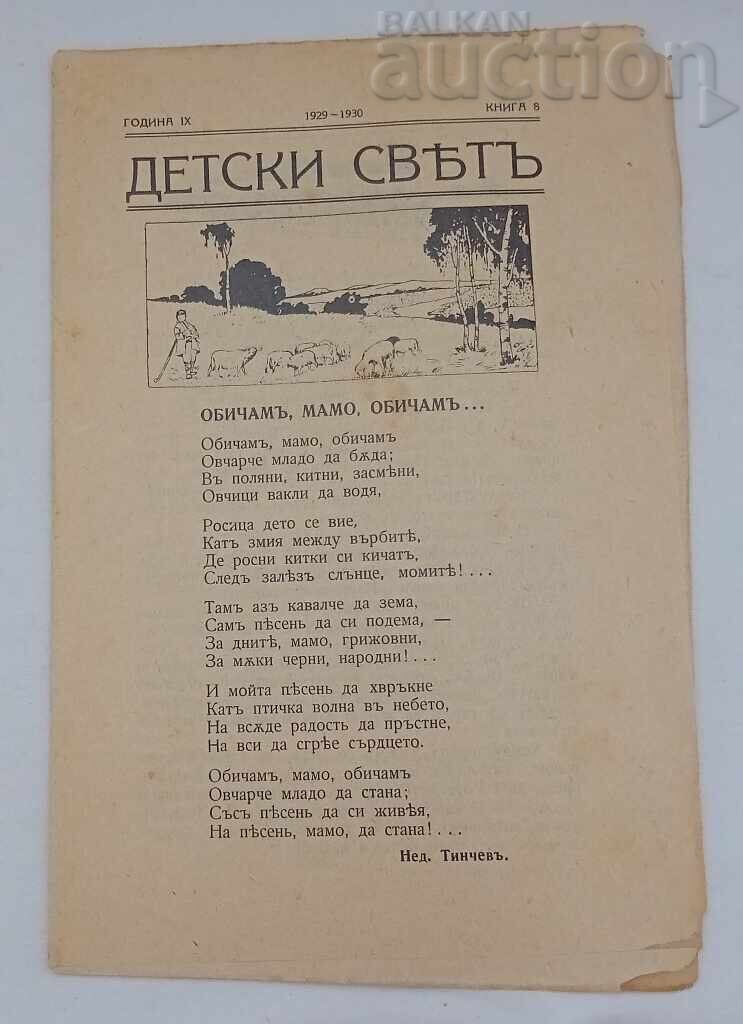 BALKAN
auction
ГОДИНА IX 1929 – 1930 КНИГА 8
ДЕТСКИ СВѢТЪ
ОБИЧАМЪ, МАМО, ОБИЧАМЪ...
Обичамъ, мамо, обичамъ
Овчарче младо да бѫда;
Въ поляни, китни, засмѣни,
Овчици вакли да водя,
Росица дето се вие,
Катъ змия между върбитѣ,
Де росни китки си кичатъ,
Следъ залѣзъ слънце, момитѣ!...
Тамъ азъ кавалче да зема,
Самъ пѣсень да си подема, —
За днитѣ, мамо, грижовни,
За мѫки черни, народни!...
И мойта пѣсень да хвръкне
Катъ птичка волна въ небето,
На всѫде радость да пръстне,
На вси да сгрѣе сърдцето.
Обичамъ, мамо, обичамъ
Овчарче младо да стана;
Съсъ пѣсень да си живѣя,
На пѣсень, мамо, да стана!...
Нед. Тинчевъ.